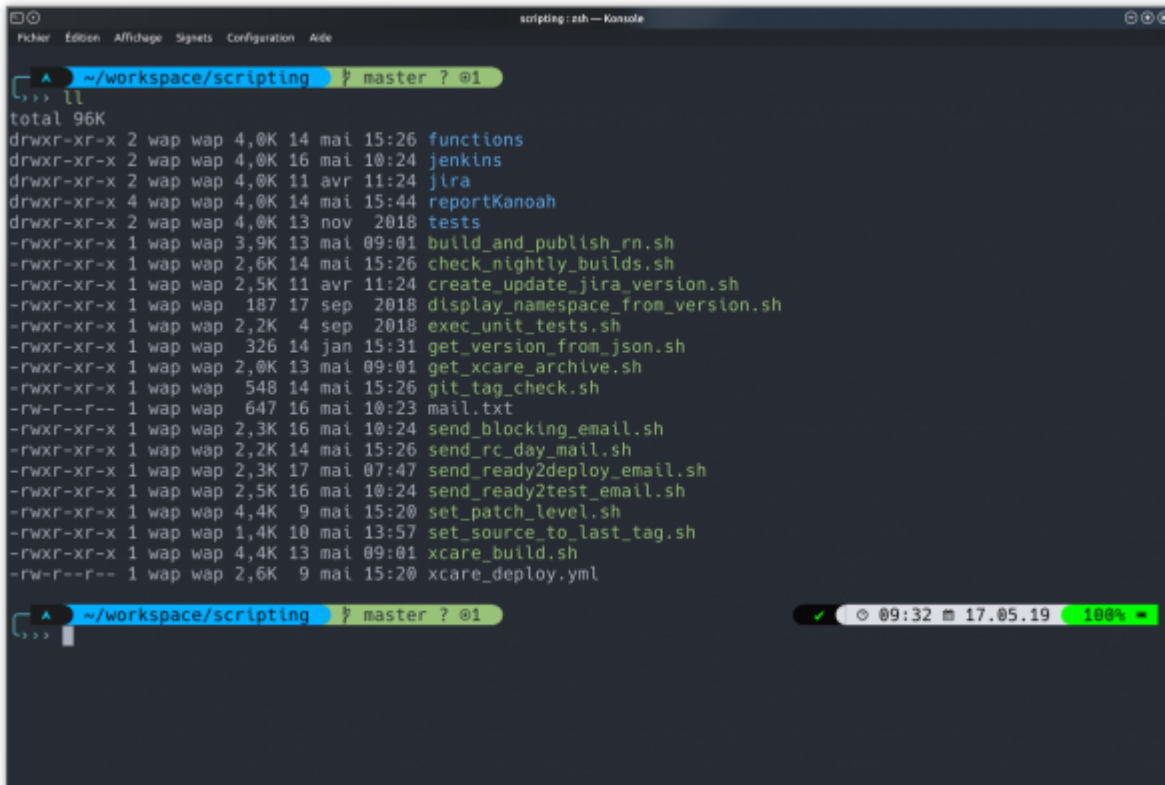 scripting : zsh — Konsole
Fichier Édition Affichage Signets Configuration Aide
~/workspace/scripting master ? ⊙1
››› ll
total 96K
drwxr-xr-x 2 wap wap 4,0K 14 mai 15:26 functions
drwxr-xr-x 2 wap wap 4,0K 16 mai 10:24 jenkins
drwxr-xr-x 2 wap wap 4,0K 11 avr 11:24 jira
drwxr-xr-x 4 wap wap 4,0K 14 mai 15:44 reportKanoah
drwxr-xr-x 2 wap wap 4,0K 13 nov  2018 tests
-rwxr-xr-x 1 wap wap 3,9K 13 mai 09:01 build_and_publish_rn.sh
-rwxr-xr-x 1 wap wap 2,6K 14 mai 15:26 check_nightly_builds.sh
-rwxr-xr-x 1 wap wap 2,5K 11 avr 11:24 create_update_jira_version.sh
-rwxr-xr-x 1 wap wap  187 17 sep  2018 display_namespace_from_version.sh
-rwxr-xr-x 1 wap wap 2,2K  4 sep  2018 exec_unit_tests.sh
-rwxr-xr-x 1 wap wap  326 14 jan 15:31 get_version_from_json.sh
-rwxr-xr-x 1 wap wap 2,0K 13 mai 09:01 get_xcare_archive.sh
-rwxr-xr-x 1 wap wap  548 14 mai 15:26 git_tag_check.sh
-rw-r--r-- 1 wap wap  647 16 mai 10:23 mail.txt
-rwxr-xr-x 1 wap wap 2,3K 16 mai 10:24 send_blocking_email.sh
-rwxr-xr-x 1 wap wap 2,2K 14 mai 15:26 send_rc_day_mail.sh
-rwxr-xr-x 1 wap wap 2,3K 17 mai 07:47 send_ready2deploy_email.sh
-rwxr-xr-x 1 wap wap 2,5K 16 mai 10:24 send_ready2test_email.sh
-rwxr-xr-x 1 wap wap 4,4K  9 mai 15:20 set_patch_level.sh
-rwxr-xr-x 1 wap wap 1,4K 10 mai 13:57 set_source_to_last_tag.sh
-rwxr-xr-x 1 wap wap 4,4K 13 mai 09:01 xcare_build.sh
-rw-r--r-- 1 wap wap 2,6K  9 mai 15:20 xcare_deploy.yml
~/workspace/scripting master ? ⊙1 ✔ 09:32 17.05.19 100%
›››